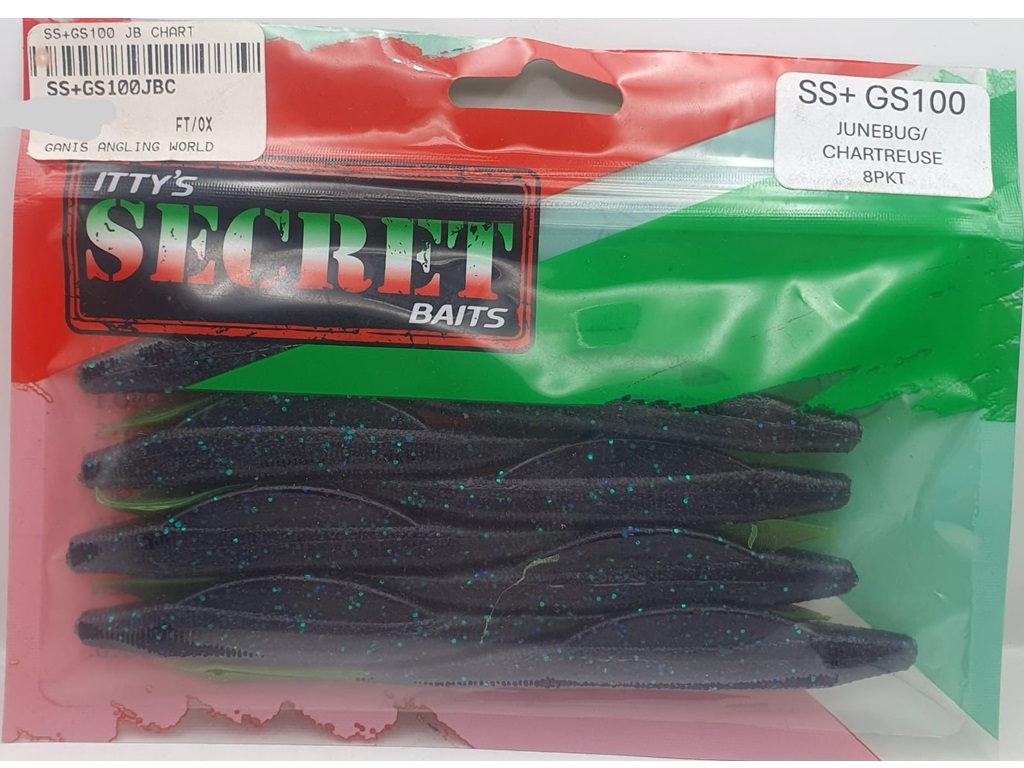 SS+GS100 JB CHART
SS+GS100JBC
FT/OX
GANIS ANGLING WORLD
SS+ GS100
JUNEBUG/
CHARTREUSE
8PKT
ITTY'S
SECRET
BAITS